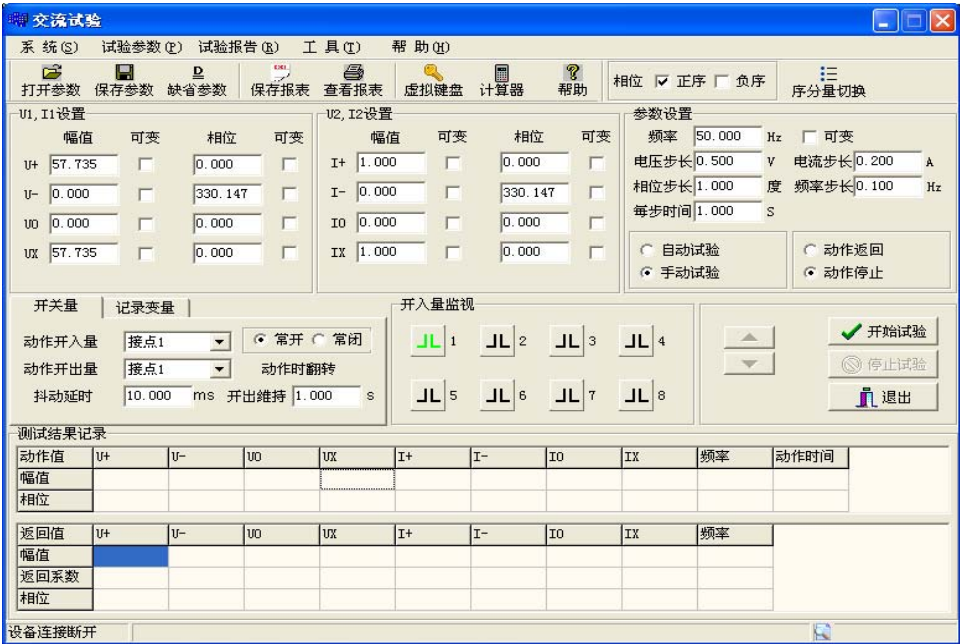 交流试验
系 统(S) 试验参数(P) 试验报告(R) 工 具(T) 帮 助(H)
打开参数 保存参数 缺省参数 保存报表 查看报表 虚拟键盘 计算器 帮助 相位 正序 负序 序分量切换
U1,I1设置
幅值 可变 相位 可变
U+ 57.735 0.000
U- 0.000 330.147
U0 0.000 0.000
UX 57.735 0.000
U2,I2设置
幅值 可变 相位 可变
I+ 1.000 0.000
I- 0.000 330.147
I0 0.000 0.000
IX 1.000 0.000
参数设置
频率 50.000 Hz 可变
电压步长 0.500 V 电流步长 0.200 A
相位步长 1.000 度 频率步长 0.100 Hz
每步时间 1.000 S
自动试验 动作返回
手动试验 动作停止
开关量 记录变量
动作开入量 接点1 常开 常闭
动作开出量 接点1 动作时翻转
抖动延时 10.000 ms 开出维持 1.000 s
开入量监视
1 2 3 4
5 6 7 8
开始试验
停止试验
退出
测试结果记录
动作值 U+ U- U0 UX I+ I- I0 IX 频率 动作时间
幅值
相位
返回值 U+ U- U0 UX I+ I- I0 IX 频率
幅值
返回系数
相位
设备连接断开